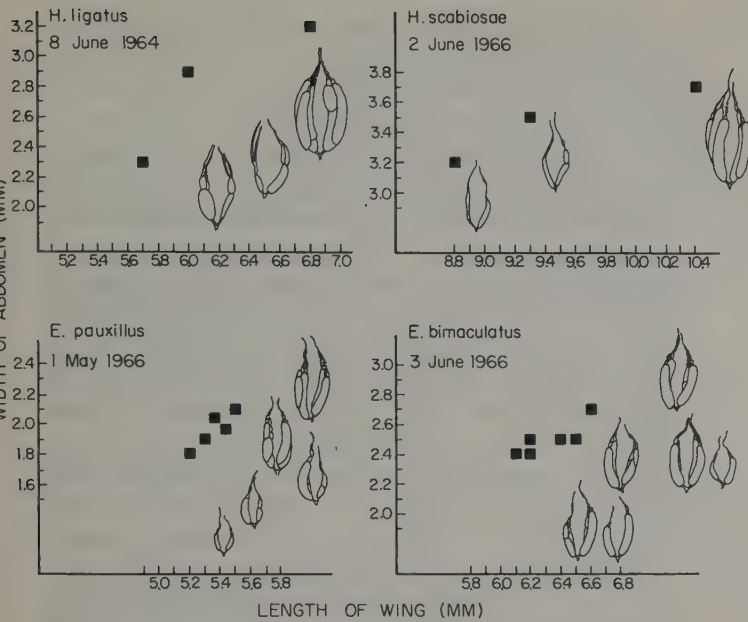 H. ligatus
8 June 1964
3.2
3.0
2.8
2.6
2.4
2.2
2.0
5.2 5.4 5.6 5.8 6.0 6.2 6.4 6.6 6.8 7.0
H. scabiosae
2 June 1966
3.8
3.6
3.4
3.2
3.0
8.8 9.0 9.2 9.4 9.6 9.8 10.0 10.2 10.4
WIDTH OF ABDOMEN (MM)
E. pauxillus
1 May 1966
2.4
2.2
2.0
1.8
1.6
5.0 5.2 5.4 5.6 5.8
E. bimaculatus
3 June 1966
3.0
2.8
2.6
2.4
2.2
2.0
5.8 6.0 6.2 6.4 6.6 6.8
LENGTH OF WING (MM)